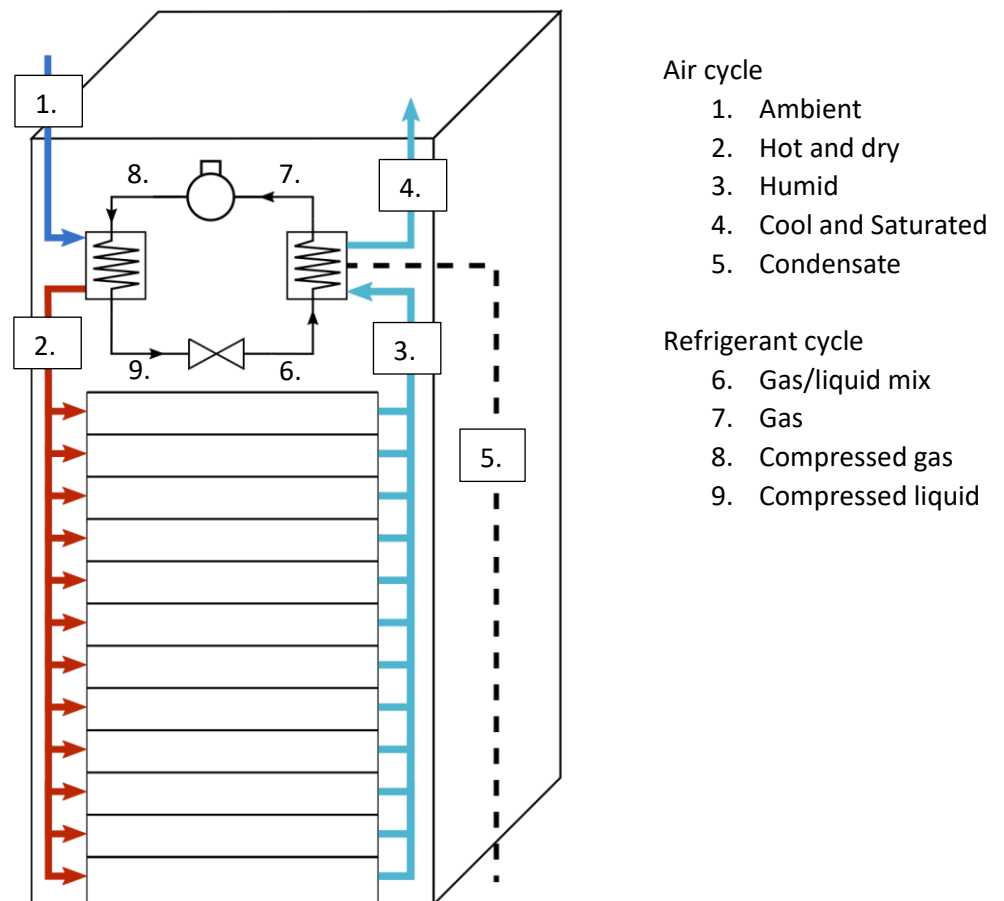 1.
8.
7.
4.
2.
9.
6.
3.
5.
Air cycle
1. Ambient
2. Hot and dry
3. Humid
4. Cool and Saturated
5. Condensate
Refrigerant cycle
6. Gas/liquid mix
7. Gas
8. Compressed gas
9. Compressed liquid